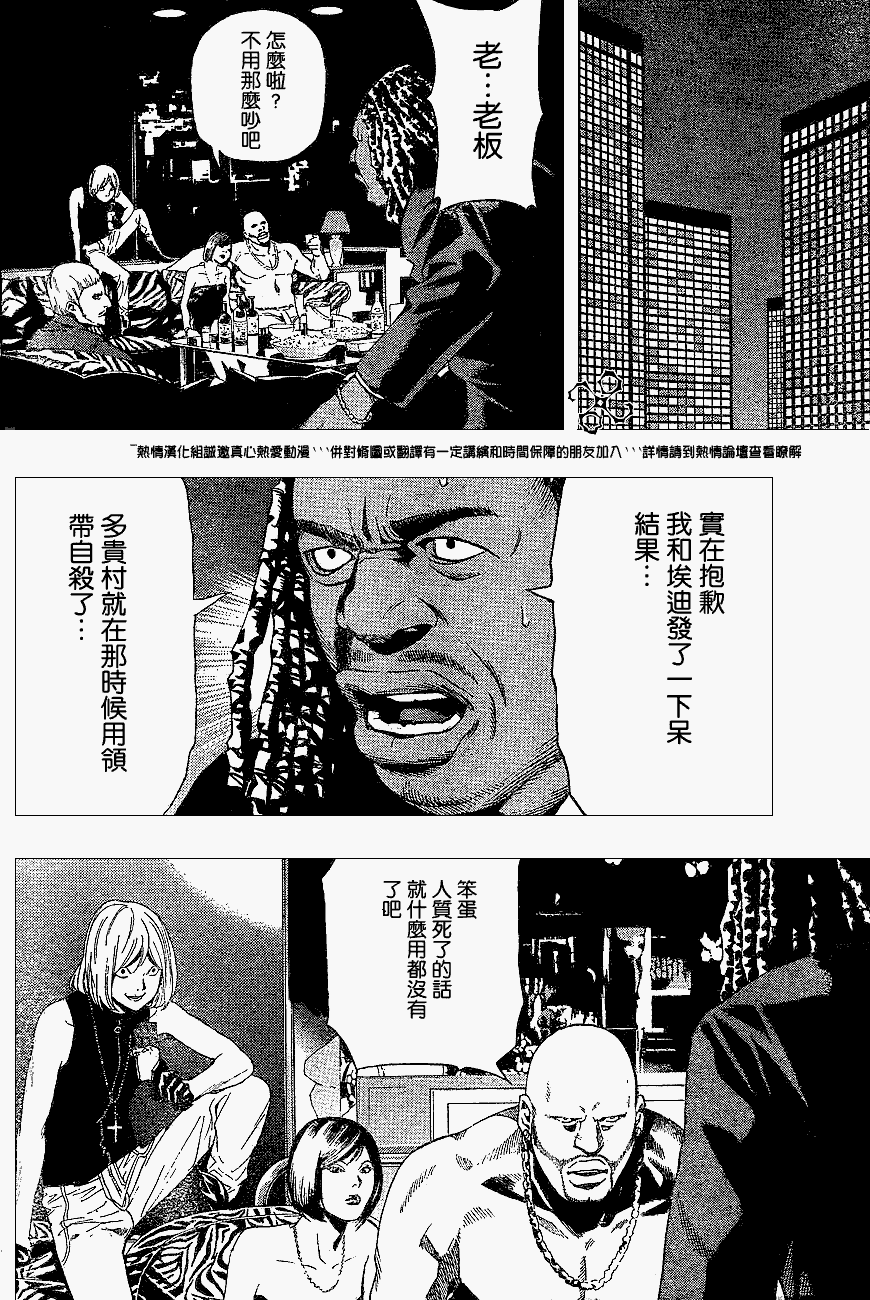 老…老板
怎麼啦？
不用那麼吵吧
熱情漢化組誠邀真心熱愛動漫、、、併對修圖或翻譯有一定講績和時間保障的朋友加入、、、詳情請到熱情論壇查看瞭解
實在抱歉
我和埃迪發了一下呆
結果…
多貴村就在那時候用領
帶自殺了…
笨蛋
人質死了的話
就什麼用都沒有
了吧